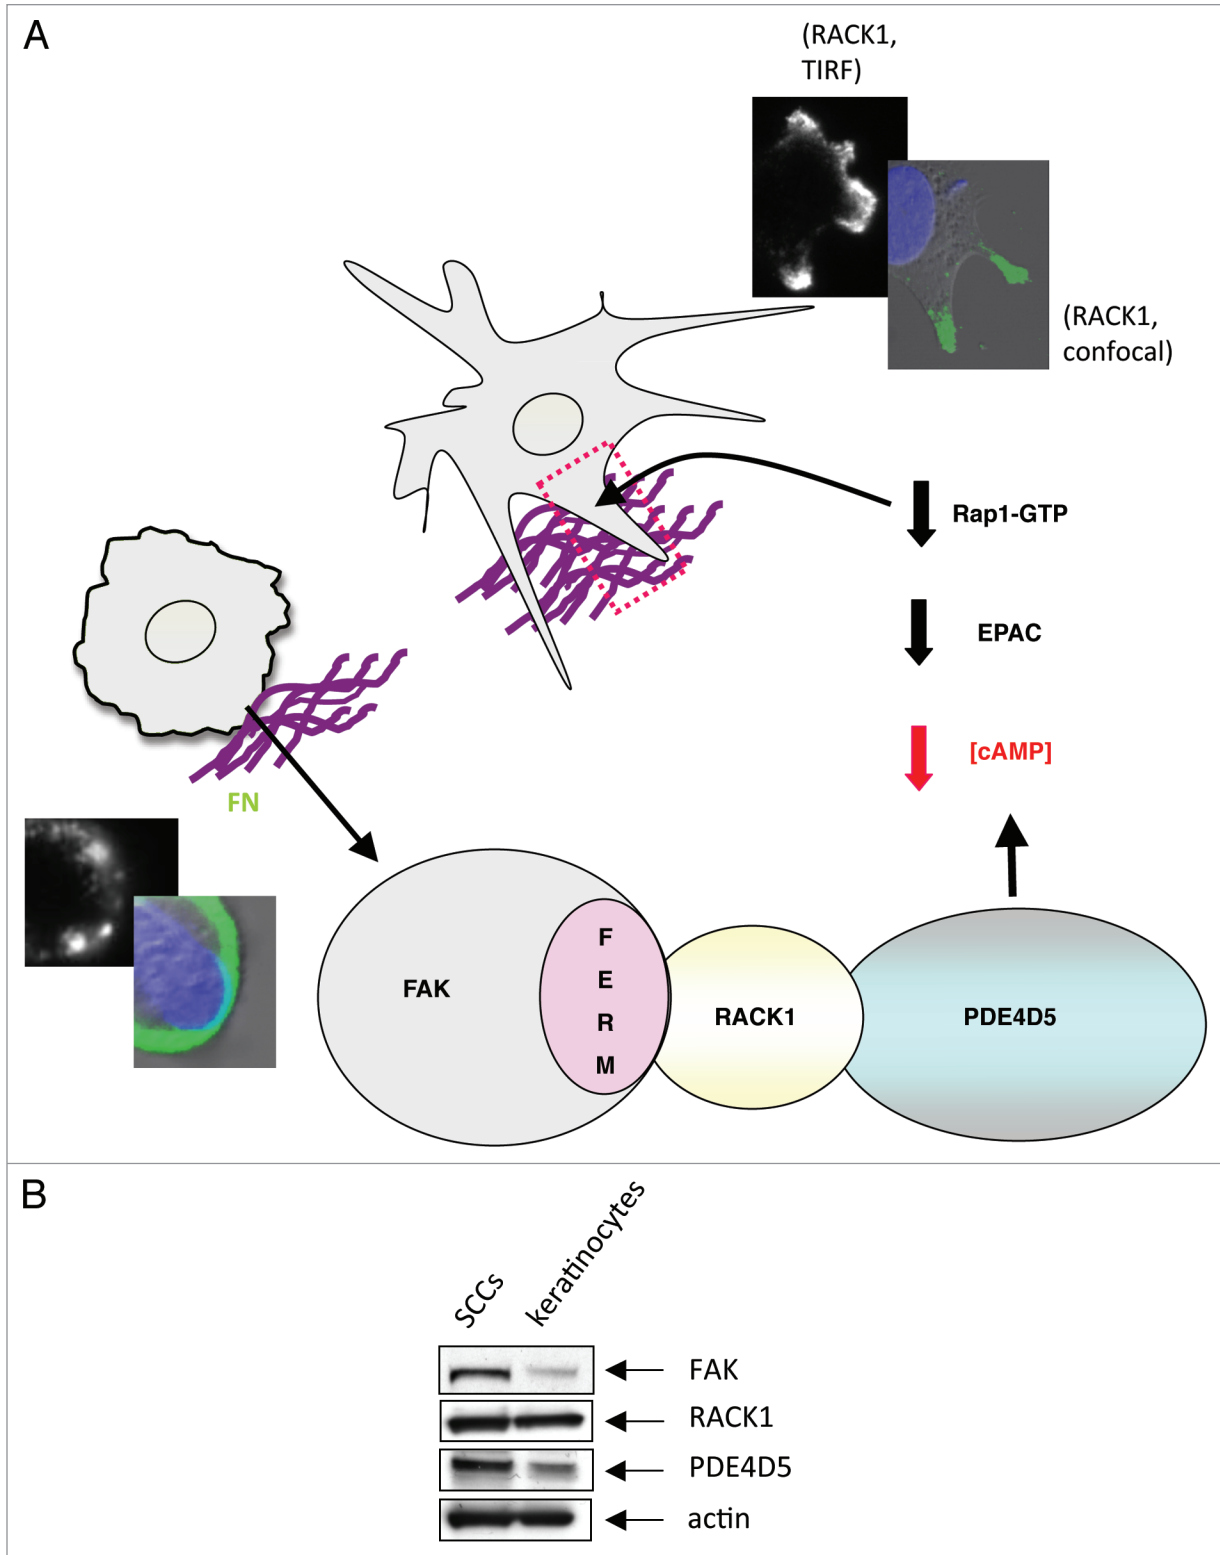 A
(RACK1,
TIRF)
(RACK1,
confocal)
Rap1-GTP
EPAC
[cAMP]
FN
F
E
R
M
FAK
RACK1
PDE4D5
B
SCCs
keratinocytes
FAK
RACK1
PDE4D5
actin